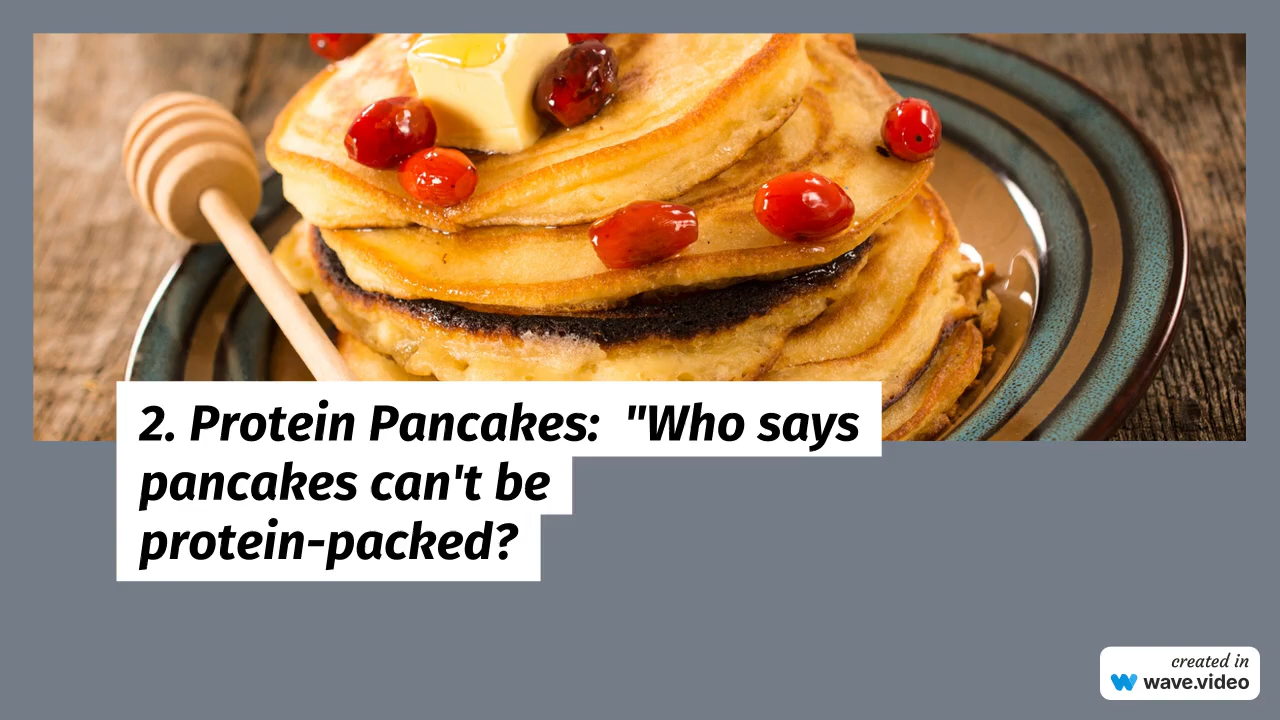 2. Protein Pancakes:  "Who says
pancakes can't be
protein-packed?
created in
wave.video